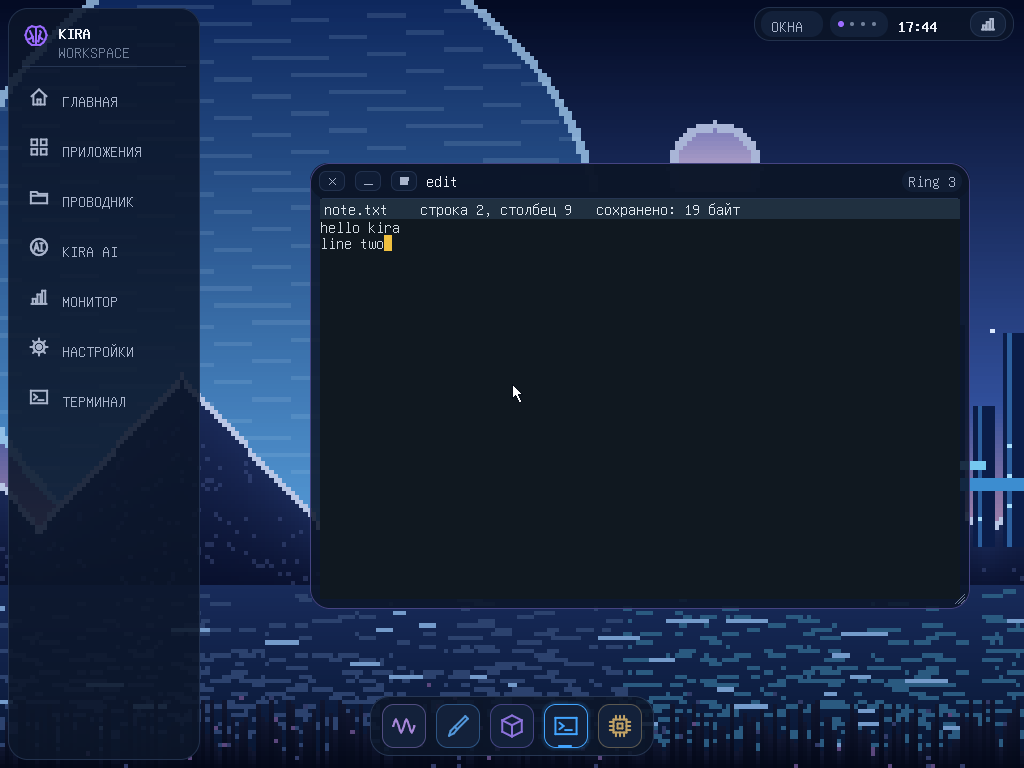 KIRA
WORKSPACE
ГЛАВНАЯ
ПРИЛОЖЕНИЯ
ПРОВОДНИК
KIRA AI
МОНИТОР
НАСТРОЙКИ
ТЕРМИНАЛ
ОКНА
17:44
edit
Ring 3
note.txt строка 2, столбец 9 сохранено: 19 байт
hello kira
line two